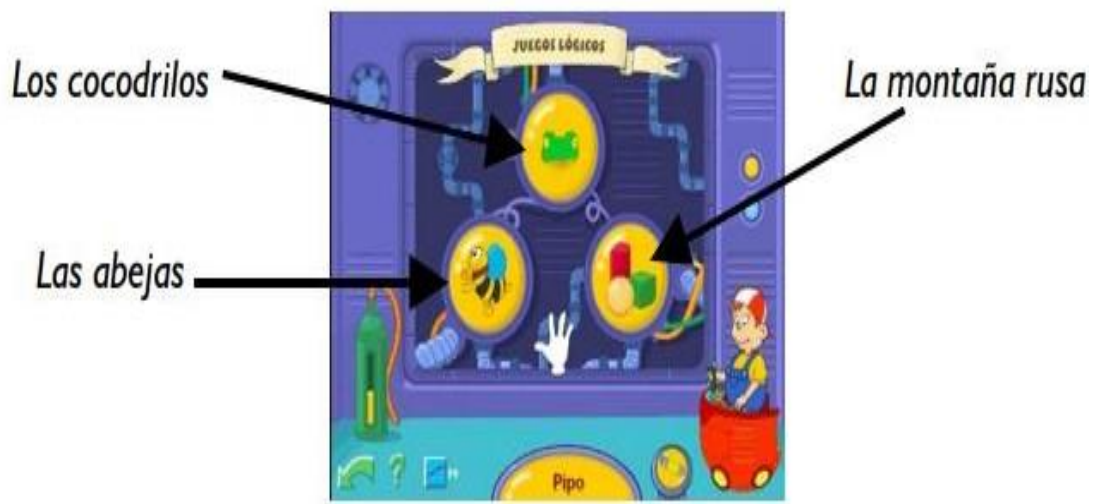 JUEGOS LÓGICOS
Los cocodrilos
La montaña rusa
Las abejas
?
Pipo